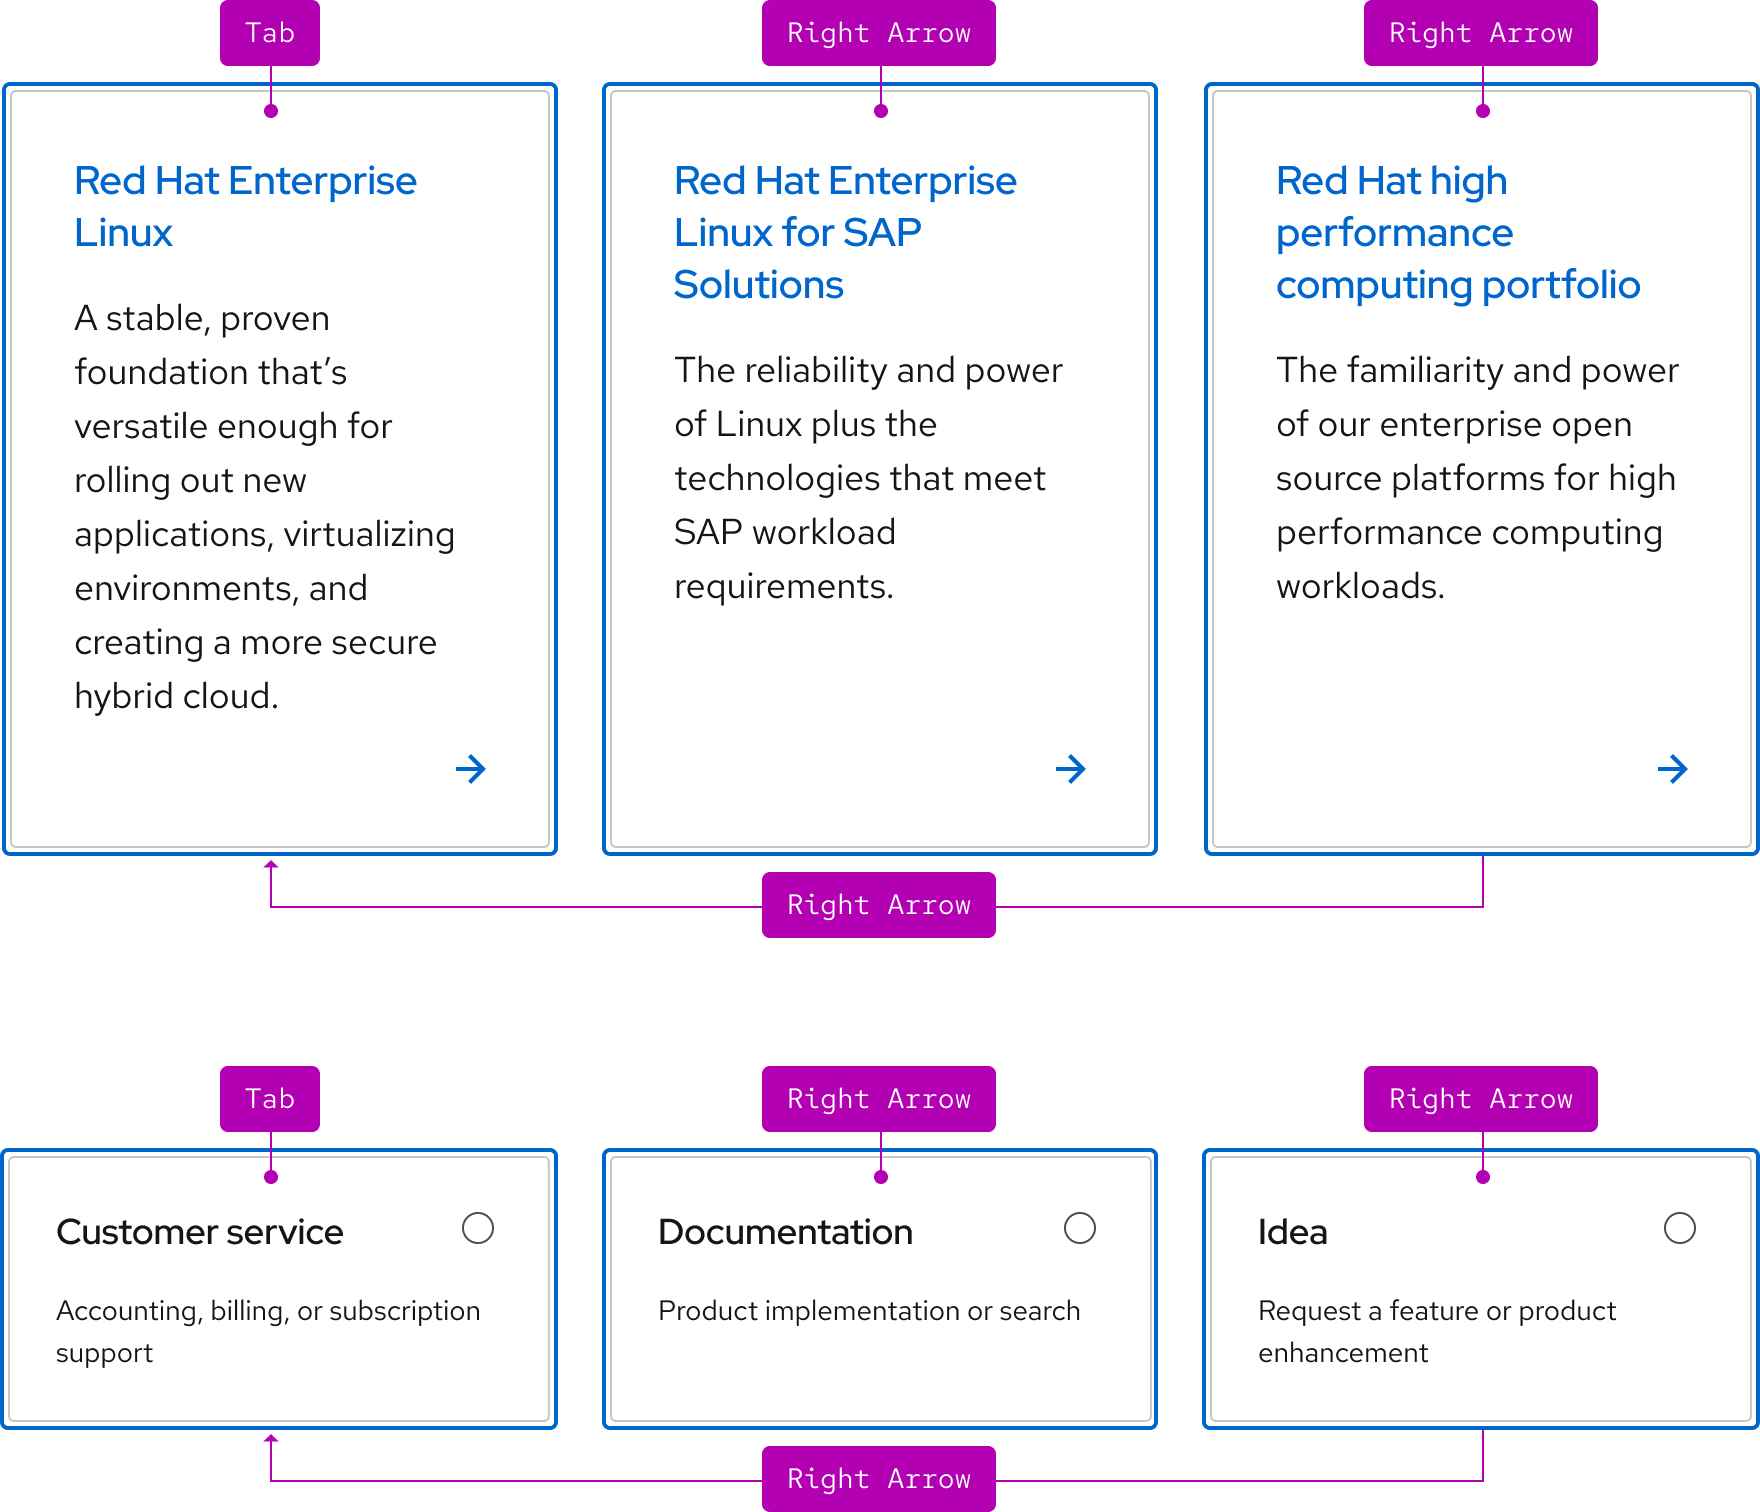 Tab
Right Arrow
Right Arrow
Red Hat Enterprise
Linux
A stable, proven
foundation that’s
versatile enough for
rolling out new
applications, virtualizing
environments, and
creating a more secure
hybrid cloud.
Red Hat Enterprise
Linux for SAP
Solutions
The reliability and power
of Linux plus the
technologies that meet
SAP workload
requirements.
Red Hat high
performance
computing portfolio
The familiarity and power
of our enterprise open
source platforms for high
performance computing
workloads.
Right Arrow
Tab
Right Arrow
Right Arrow
Customer service
Accounting, billing, or subscription
support
Documentation
Product implementation or search
Idea
Request a feature or product
enhancement
Right Arrow